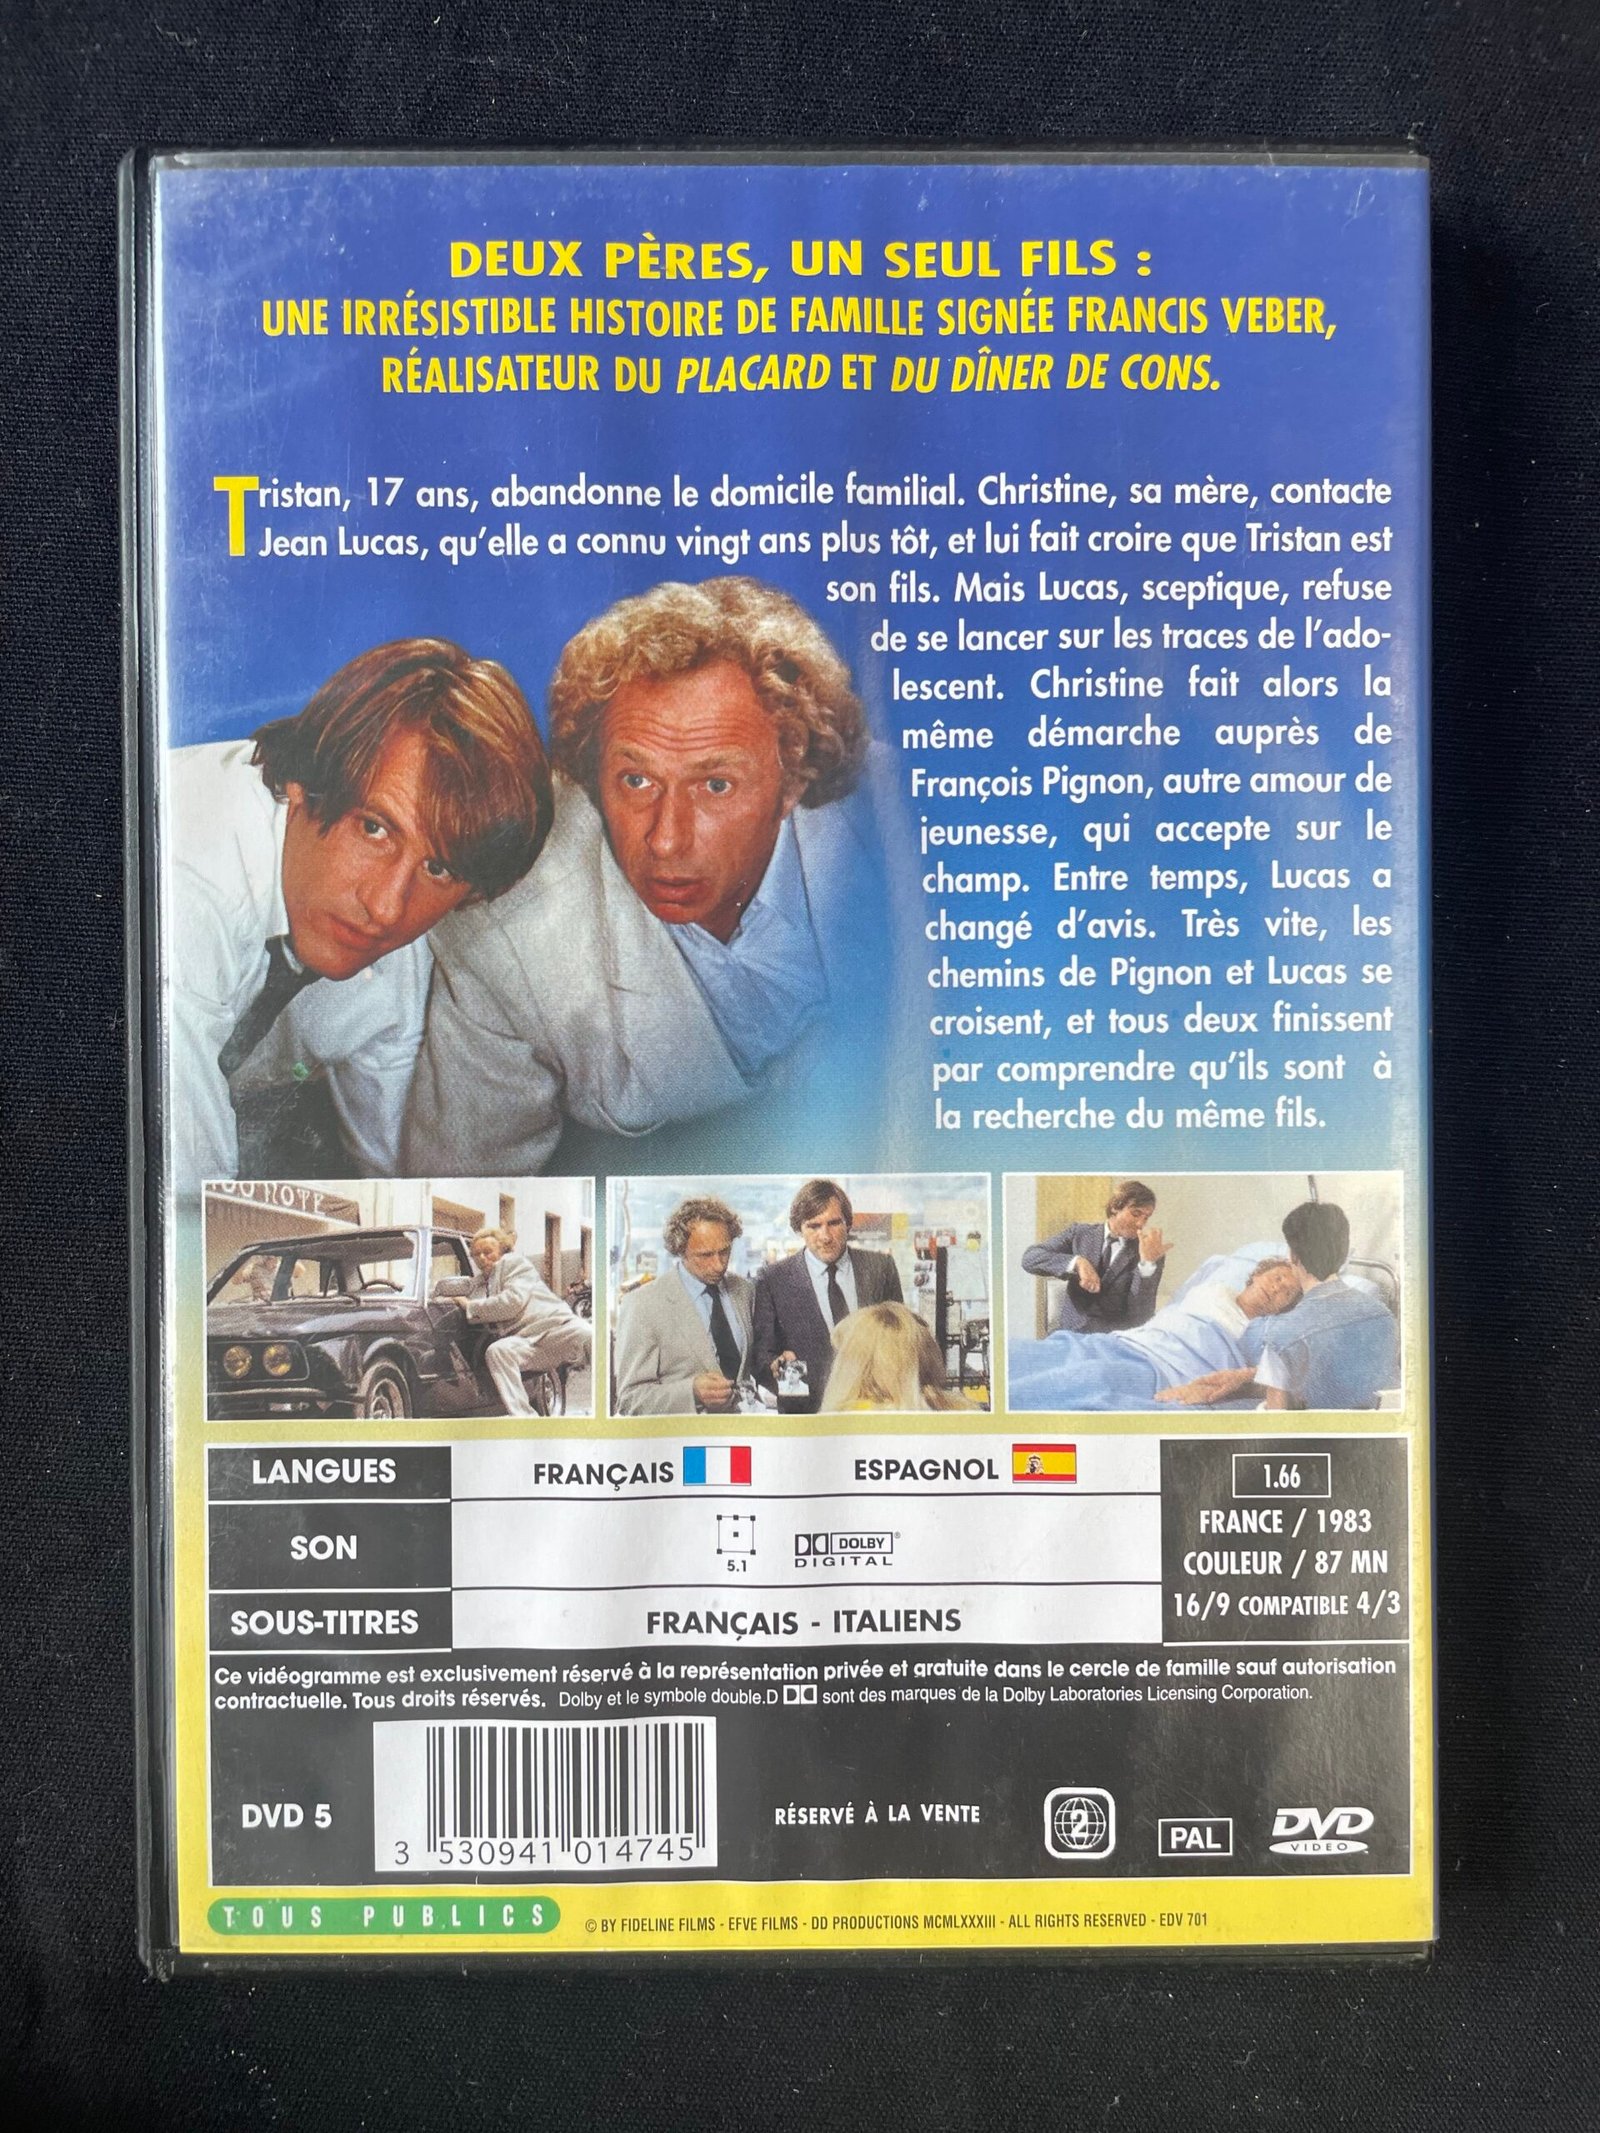 DEUX PÈRES, UN SEUL FILS :
UNE IRRÉSISTIBLE HISTOIRE DE FAMILLE SIGNÉE FRANCIS VEBER,
RÉALISATEUR DU PLACARD ET DU DÎNER DE CONS.
Tristan, 17 ans, abandonne le domicile familial. Christine, sa mère, contacte
Jean Lucas, qu'elle a connu vingt ans plus tôt, et lui fait croire que Tristan est
son fils. Mais Lucas, sceptique, refuse
de se lancer sur les traces de l'ado-
lescent. Christine fait alors la
même démarche auprès de
François Pignon, autre amour de
jeunesse, qui accepte sur le
champ. Entre temps, Lucas a
changé d'avis. Très vite, les
chemins de Pignon et Lucas se
croisent, et tous deux finissent
par comprendre qu'ils sont à
la recherche du même fils.
LANGUES FRANÇAIS ESPAGNOL
SON 5.1 DOLBY DIGITAL
SOUS-TITRES FRANÇAIS - ITALIENS
1.66
FRANCE / 1983
COULEUR / 87 MN
16/9 COMPATIBLE 4/3
Ce vidéogramme est exclusivement réservé à la représentation privée et gratuite dans le cercle de famille sauf autorisation
contractuelle. Tous droits réservés. Dolby et le symbole double.D sont des marques de la Dolby Laboratories Licensing Corporation.
DVD 5
3 530941 014745
RÉSERVÉ À LA VENTE
2
PAL
DVD
VIDEO
TOUS PUBLICS
© BY FIDELINE FILMS - EFVE FILMS - DD PRODUCTIONS MCMLXXXIII - ALL RIGHTS RESERVED - EDV 701